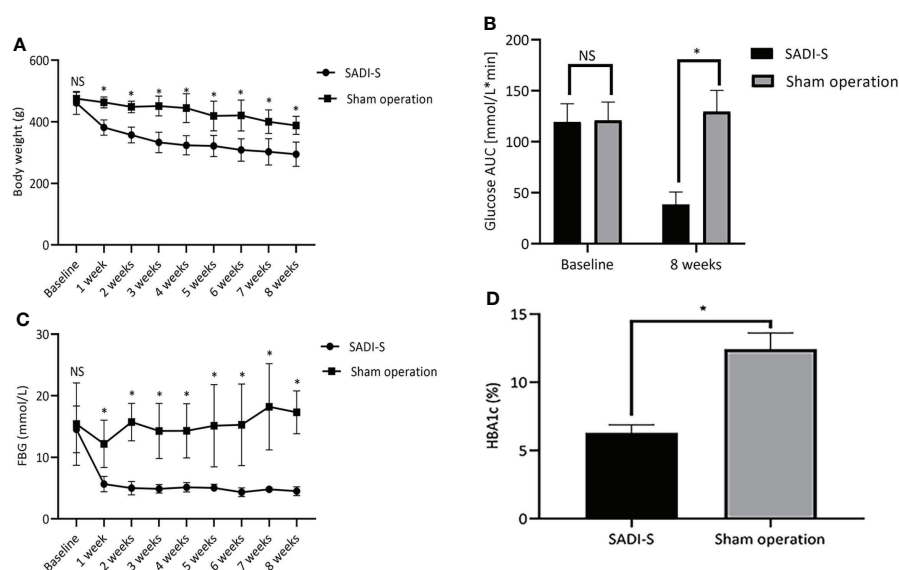 A
600
400
200
0
Body weight (g)
NS
*
*
*
*
*
*
*
*
SADI-S
Sham operation
Baseline
1 week
2 weeks
3 weeks
4 weeks
5 weeks
6 weeks
7 weeks
8 weeks
B
200
150
100
50
0
Glucose AUC [mmol/L*min]
NS
*
SADI-S
Sham operation
Baseline
8 weeks
C
30
20
10
0
FBG (mmol/L)
NS
*
*
*
*
*
*
*
*
SADI-S
Sham operation
Baseline
1 week
2 weeks
3 weeks
4 weeks
5 weeks
6 weeks
7 weeks
8 weeks
D
15
10
5
0
HBA1c (%)
*
SADI-S
Sham operation